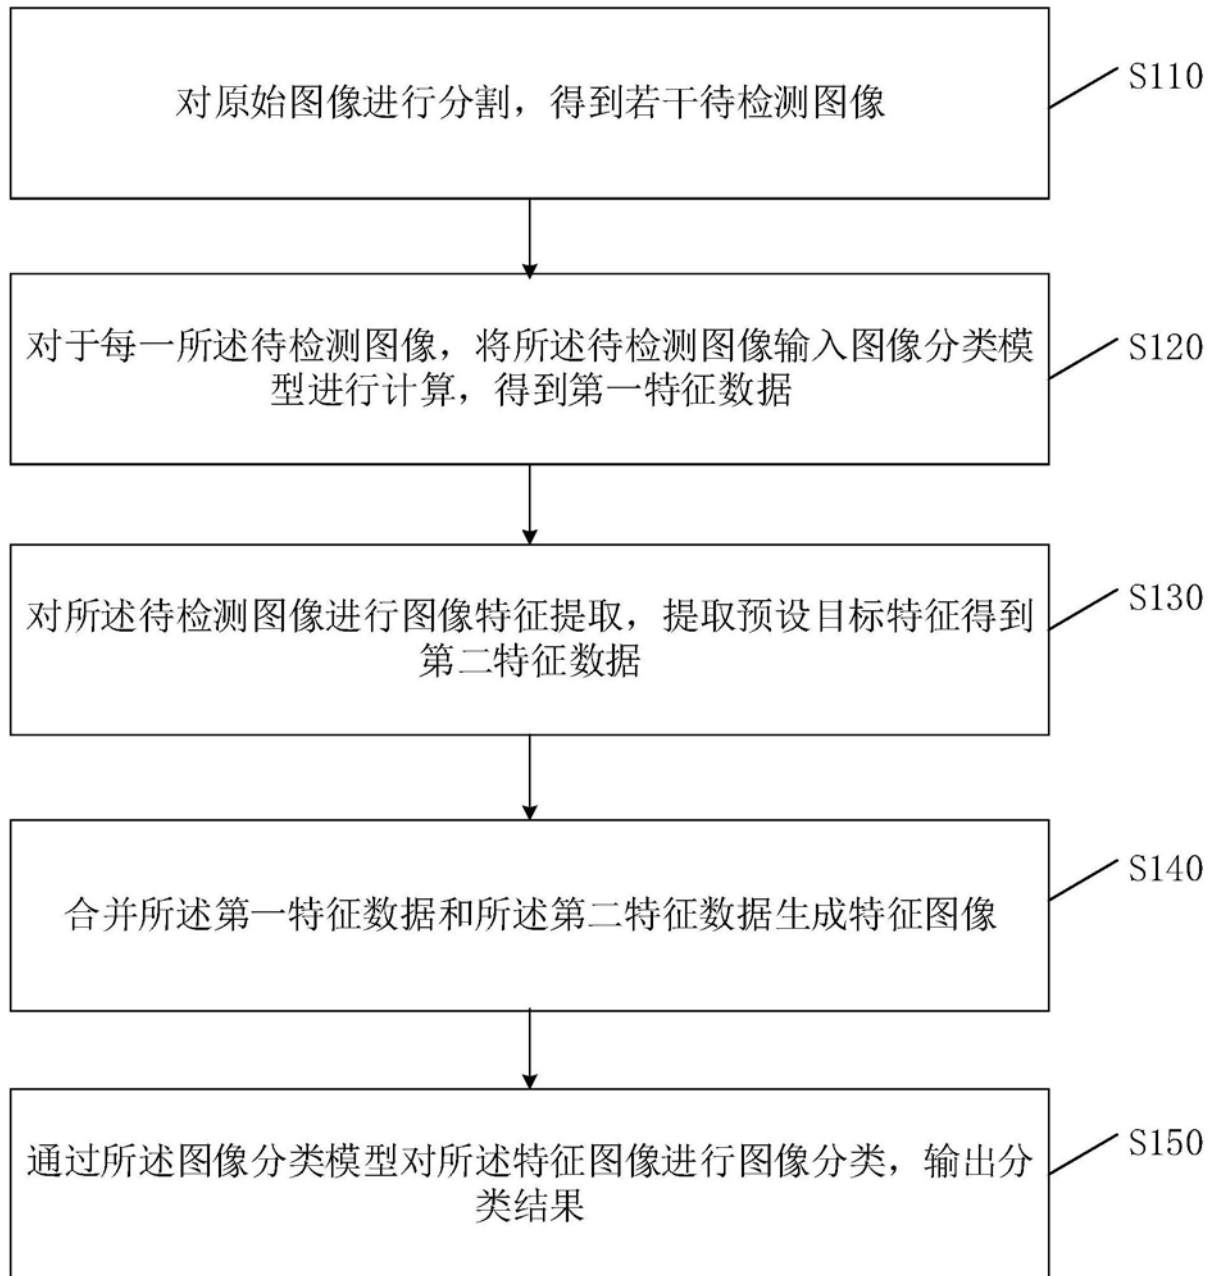 对原始图像进行分割，得到若干待检测图像
S110
对于每一所述待检测图像，将所述待检测图像输入图像分类模
型进行计算，得到第一特征数据
S120
对所述待检测图像进行图像特征提取，提取预设目标特征得到
第二特征数据
S130
合并所述第一特征数据和所述第二特征数据生成特征图像
S140
通过所述图像分类模型对所述特征图像进行图像分类，输出分
类结果
S150